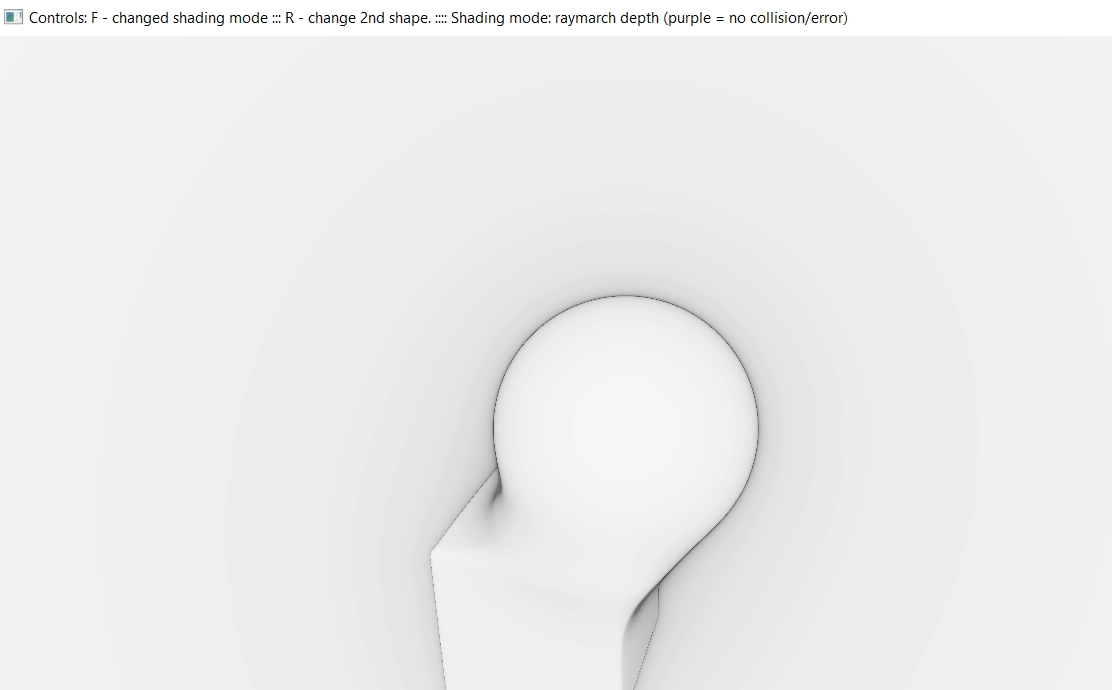 Controls: F - changed shading mode ::: R - change 2nd shape. :::: Shading mode: raymarch depth (purple = no collision/error)